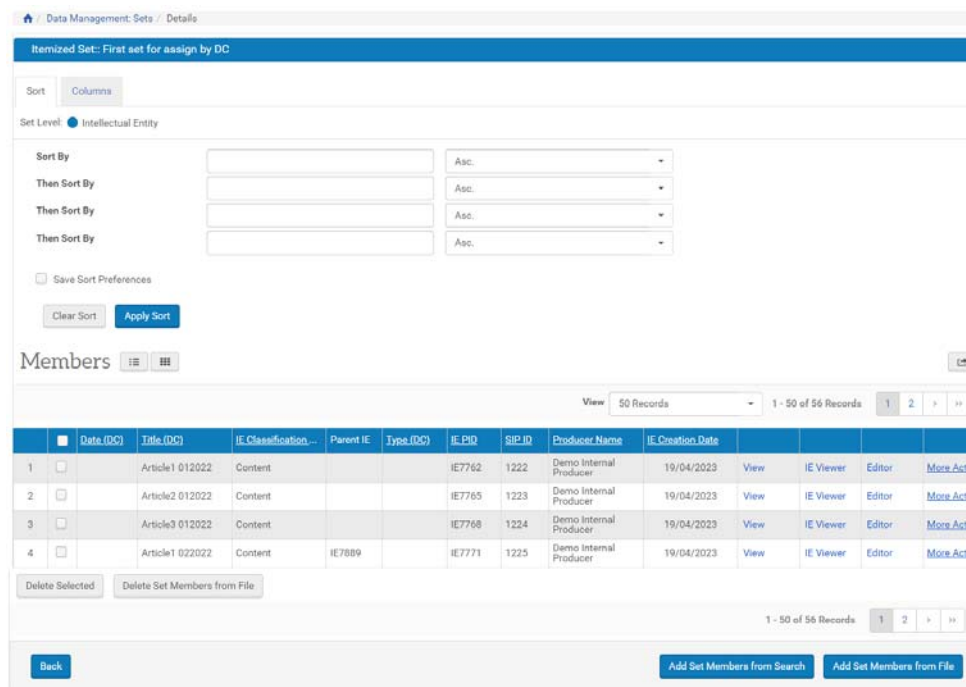 / Data Management: Sets / Details
Itemized Set:: First set for assign by DC
Sort Columns
Set Level: Intellectual Entity
Sort By Asc.
Then Sort By Asc.
Then Sort By Asc.
Then Sort By Asc.
Save Sort Preferences
Clear Sort Apply Sort
Members
View 50 Records 1 - 50 of 56 Records 1 2
Date (DC) Title (DC) IE Classification ... Parent IE Type (DC) IE PID SIP ID Producer Name IE Creation Date
1 Article1 012022 Content IE7762 1222 Demo Internal Producer 19/04/2023 View IE Viewer Editor More Act
2 Article2 012022 Content IE7765 1223 Demo Internal Producer 19/04/2023 View IE Viewer Editor More Act
3 Article3 012022 Content IE7768 1224 Demo Internal Producer 19/04/2023 View IE Viewer Editor More Act
4 Article1 022022 Content IE7889 IE7771 1225 Demo Internal Producer 19/04/2023 View IE Viewer Editor More Act
Delete Selected Delete Set Members from File
1 - 50 of 56 Records 1 2
Back Add Set Members from Search Add Set Members from File